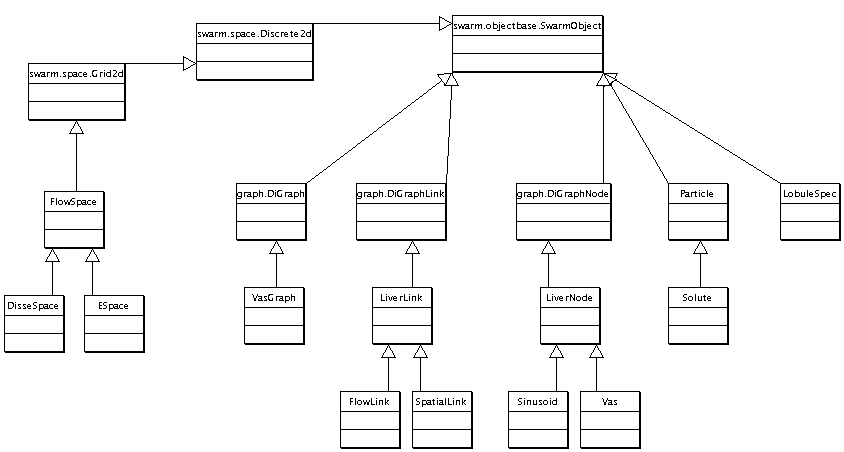 swarm.objectbase.SwarmObject
swarm.space.Discrete2d
swarm.space.Grid2d
FlowSpace
graph.DiGraph
graph.DiGraphLink
graph.DiGraphNode
Particle
LobuleSpec
DisseSpace
ESpace
VasGraph
LiverLink
LiverNode
Solute
FlowLink
SpatialLink
Sinusoid
Vas